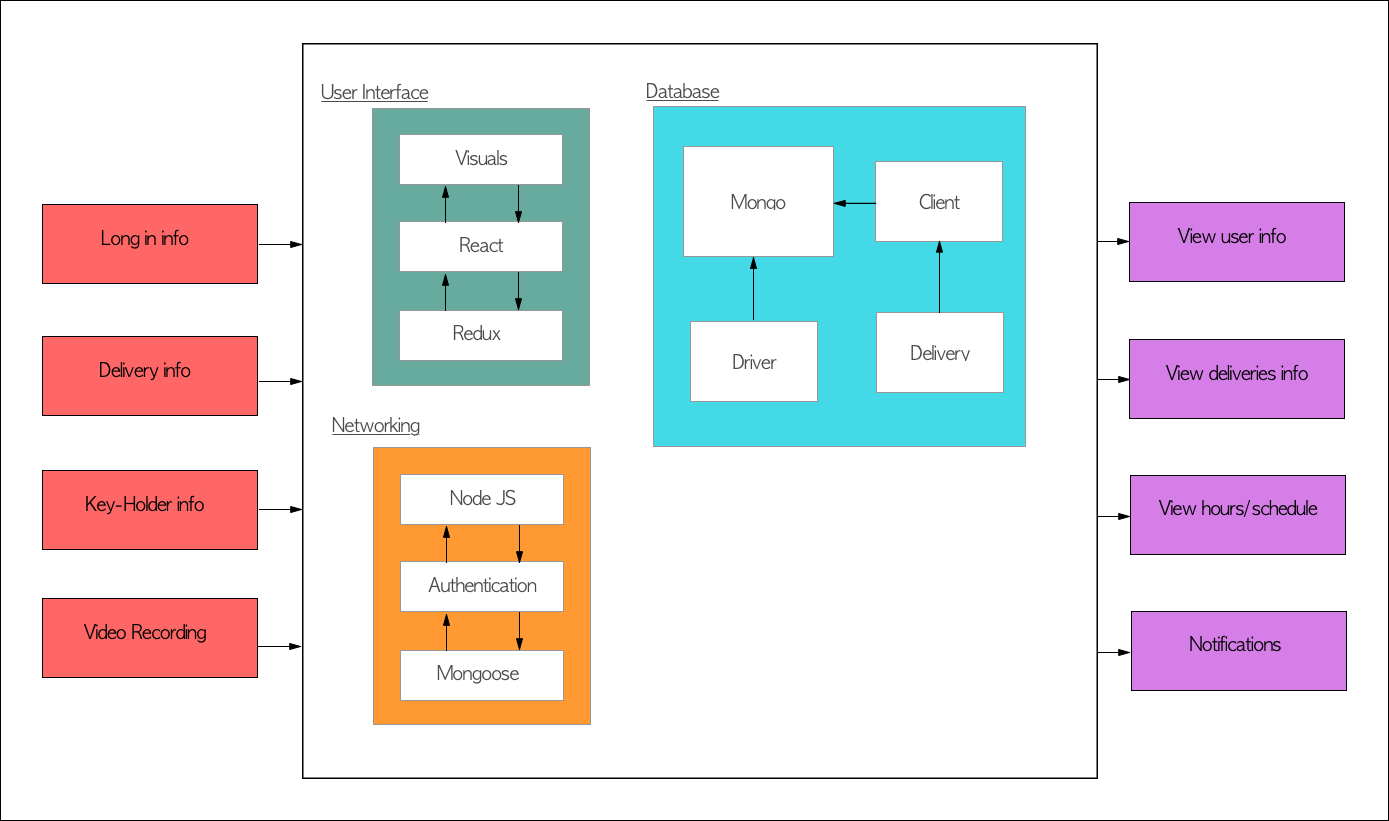 User Interface
Database
Visuals
React
Redux
Mongo
Client
Driver
Delivery
Networking
Node JS
Authentication
Mongoose
Long in info
Delivery info
Key-Holder info
Video Recording
View user info
View deliveries info
View hours/schedule
Notifications